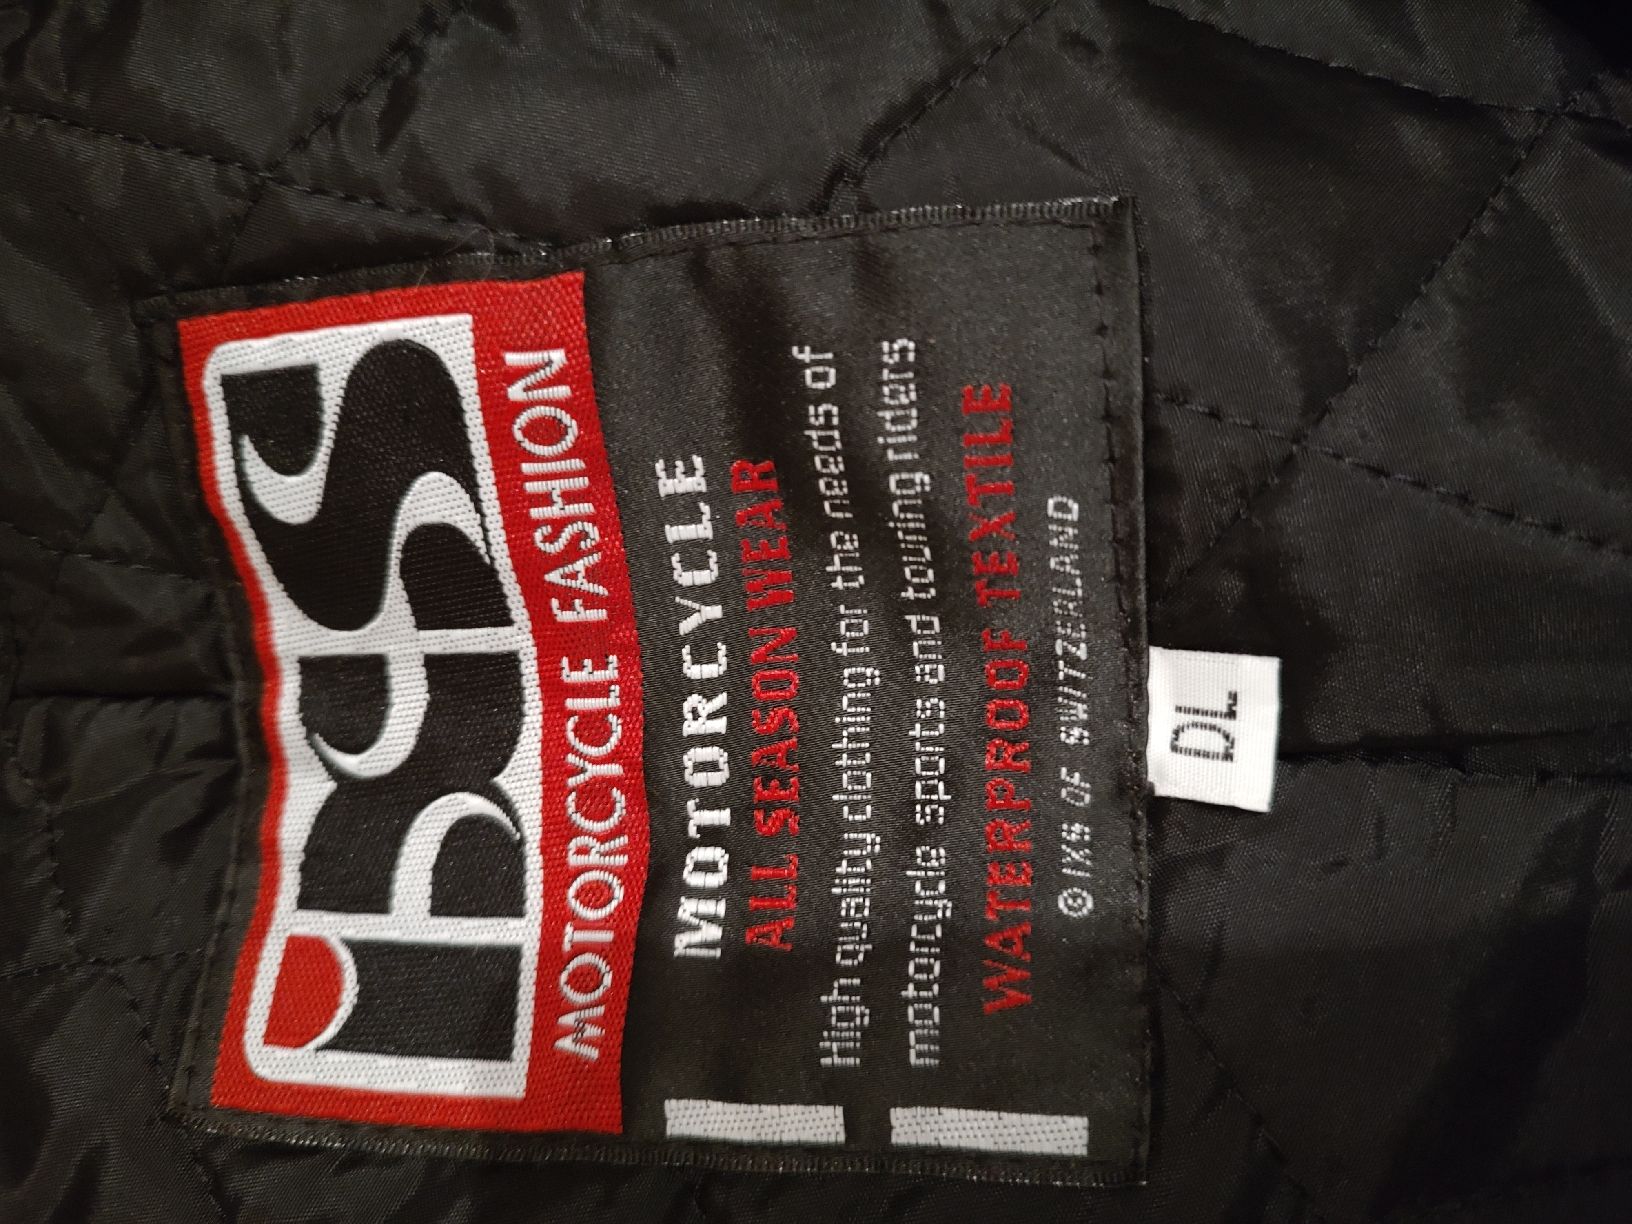 ixs
MOTORCYCLE FASHION
MOTORCYCLE
ALL SEASON WEAR
High quality clothing for the needs of
motorcycle sports and touring riders
WATERPROOF TEXTILE
© IXS OF SWITZERLAND
DL